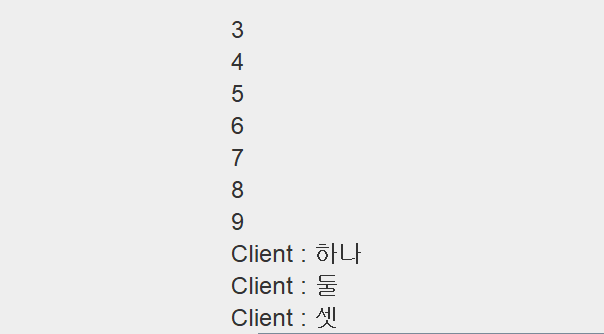 3
4
5
6
7
8
9
Client : 하나
Client : 둘
Client : 셋